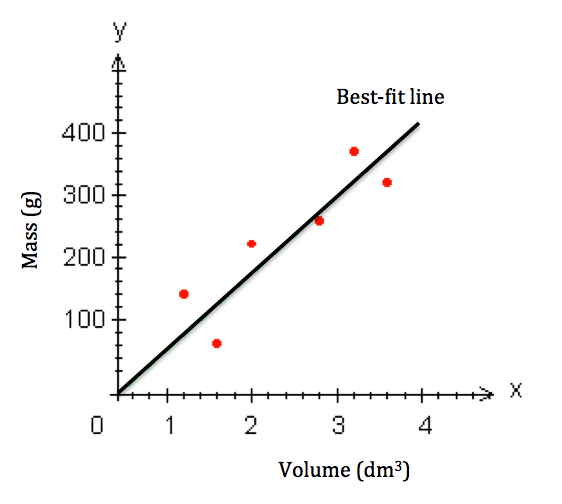 y
Best-fit line
400
300
200
100
Mass (g)
x
0 1 2 3 4
Volume (dm³)